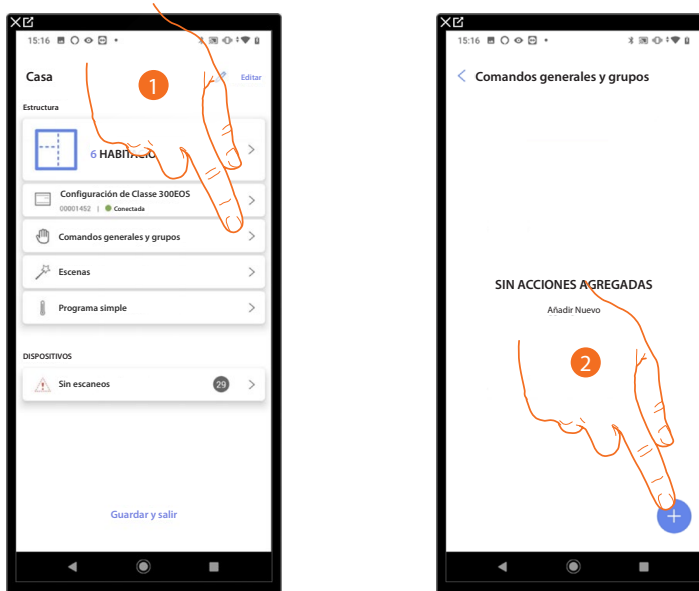 15:16
Casa
Editar
Estructura
1
6 HABITACIO
Configuración de Classe 300EOS
00001452 | Conectada
Comandos generales y grupos
Escenas
Programa simple
DISPOSITIVOS
Sin escaneos
29
Guardar y salir
15:16
Comandos generales y grupos
SIN ACCIONES AGREGADAS
Añadir Nuevo
2